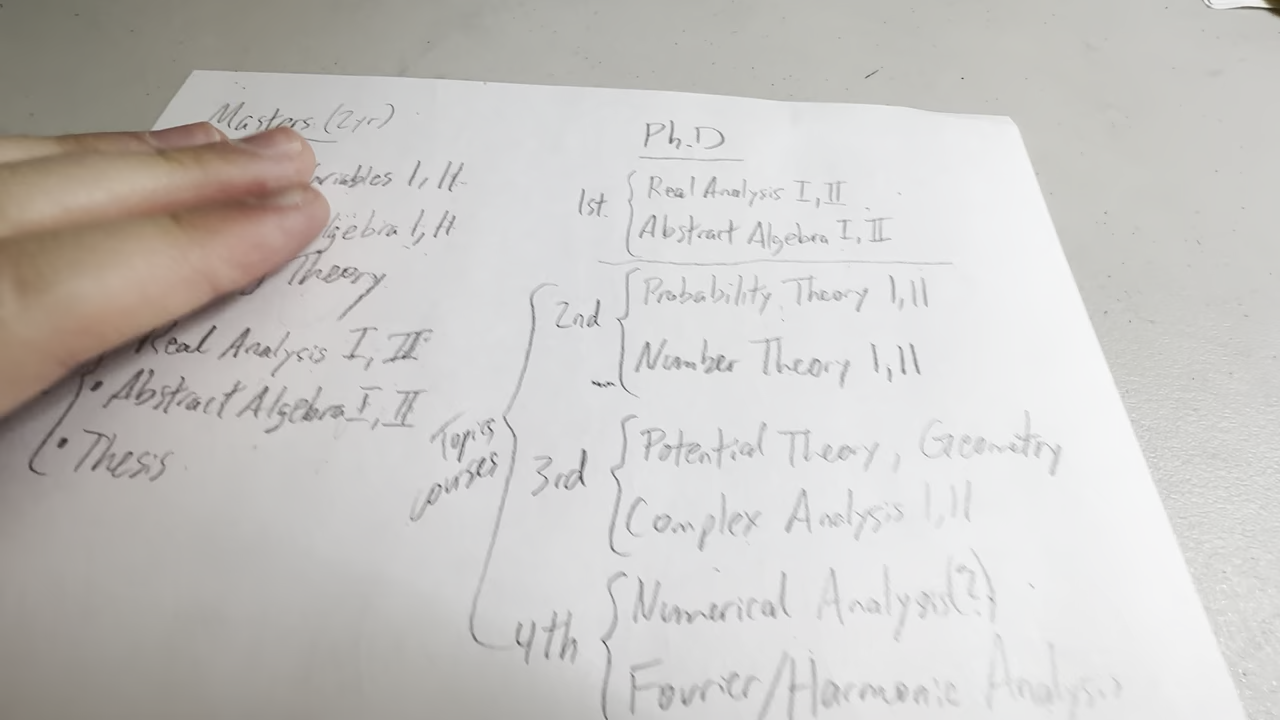 Masters (2yr)
I, II
I, II
Theory
Real Analysis I, II
• Abstract Algebra I, II
• Thesis
Ph.D
1st
Real Analysis I, II
Abstract Algebra I, II
Topics
courses
2nd
Probability Theory I, II
Number Theory I, II
3rd
Potential Theory, Geometry
Complex Analysis I, II
4th
Numerical Analysis(?)
Fourier/Harmonic Analysis